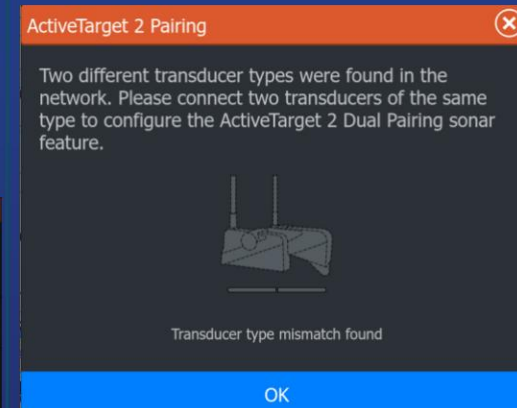 ActiveTarget 2 Pairing
Two different transducer types were found in the
network. Please connect two transducers of the same
type to configure the ActiveTarget 2 Dual Pairing sonar
feature.
Transducer type mismatch found
OK